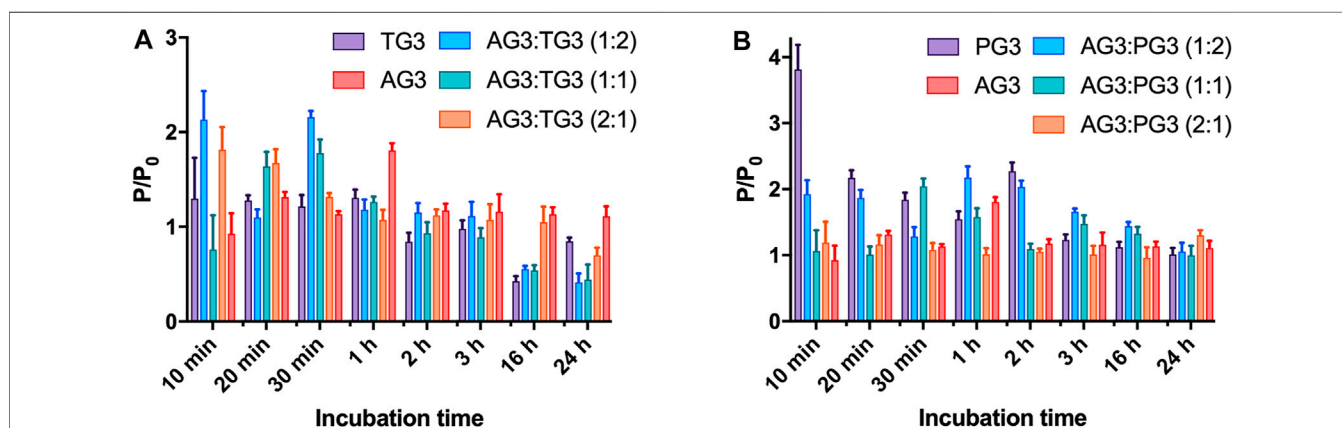 A
3
2
1
0
P/P0
TG3
AG3
AG3:TG3 (1:2)
AG3:TG3 (1:1)
AG3:TG3 (2:1)
10 min
20 min
30 min
1 h
2 h
3 h
16 h
24 h
Incubation time
B
4
3
2
1
0
P/P0
PG3
AG3
AG3:PG3 (1:2)
AG3:PG3 (1:1)
AG3:PG3 (2:1)
10 min
20 min
30 min
1 h
2 h
3 h
16 h
24 h
Incubation time